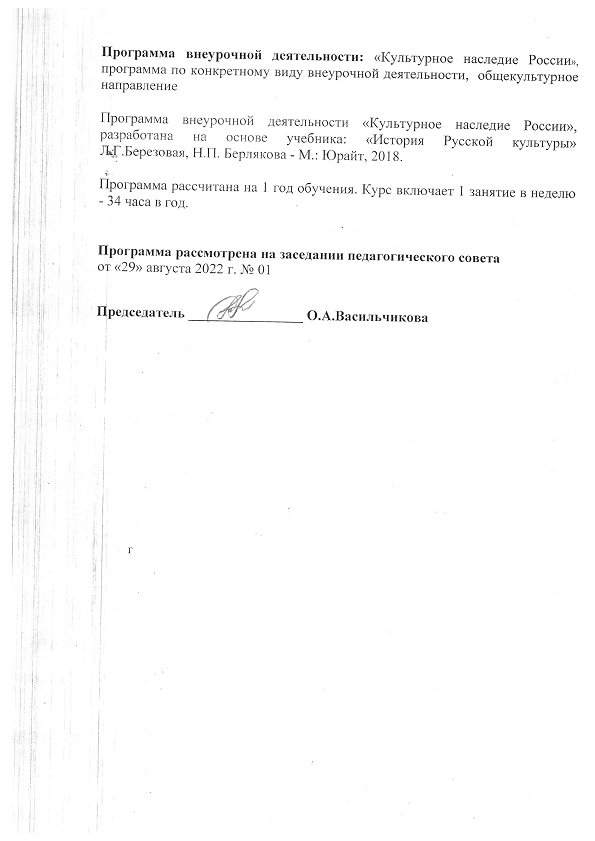 Программа внеурочной деятельности: «Культурное наследие России»,
программа по конкретному виду внеурочной деятельности, общекультурное
направление
Программа внеурочной деятельности «Культурное наследие России»,
разработана на основе учебника: «История Русской культуры»
Л.Г.Березовая, Н.П. Берлякова - М.: Юрайт, 2018.
Программа рассчитана на 1 год обучения. Курс включает 1 занятие в неделю
- 34 часа в год.
Программа рассмотрена на заседании педагогического совета
от «29» августа 2022 г. № 01
Председатель _________________ О.А.Васильчикова
г